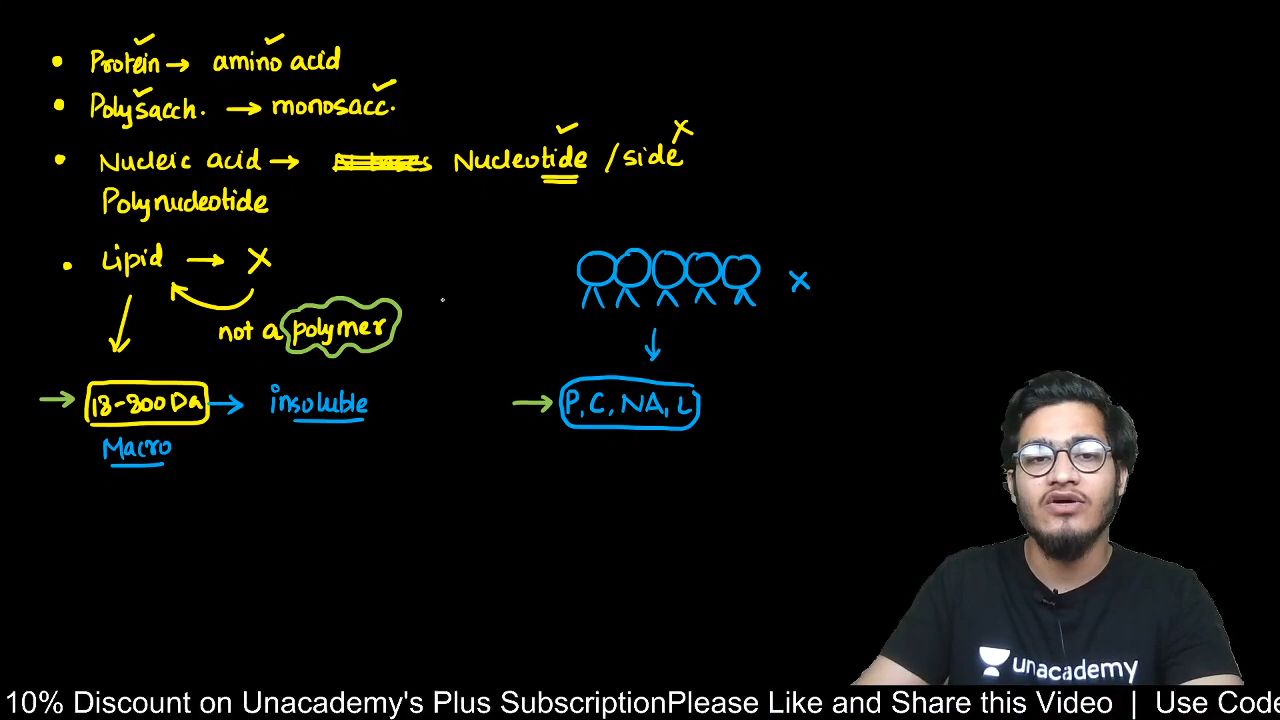 • Protein → amino acid
• Polysacch. → monosacc.
• Nucleic acid → Nucleotide / side
Polynucleotide
• Lipid → X
not a polymer
X
18-800 Da → insoluble
→ P, C, NA, L
Macro
unacademy
10% Discount on Unacademy's Plus SubscriptionPlease Like and Share this Video | Use Code